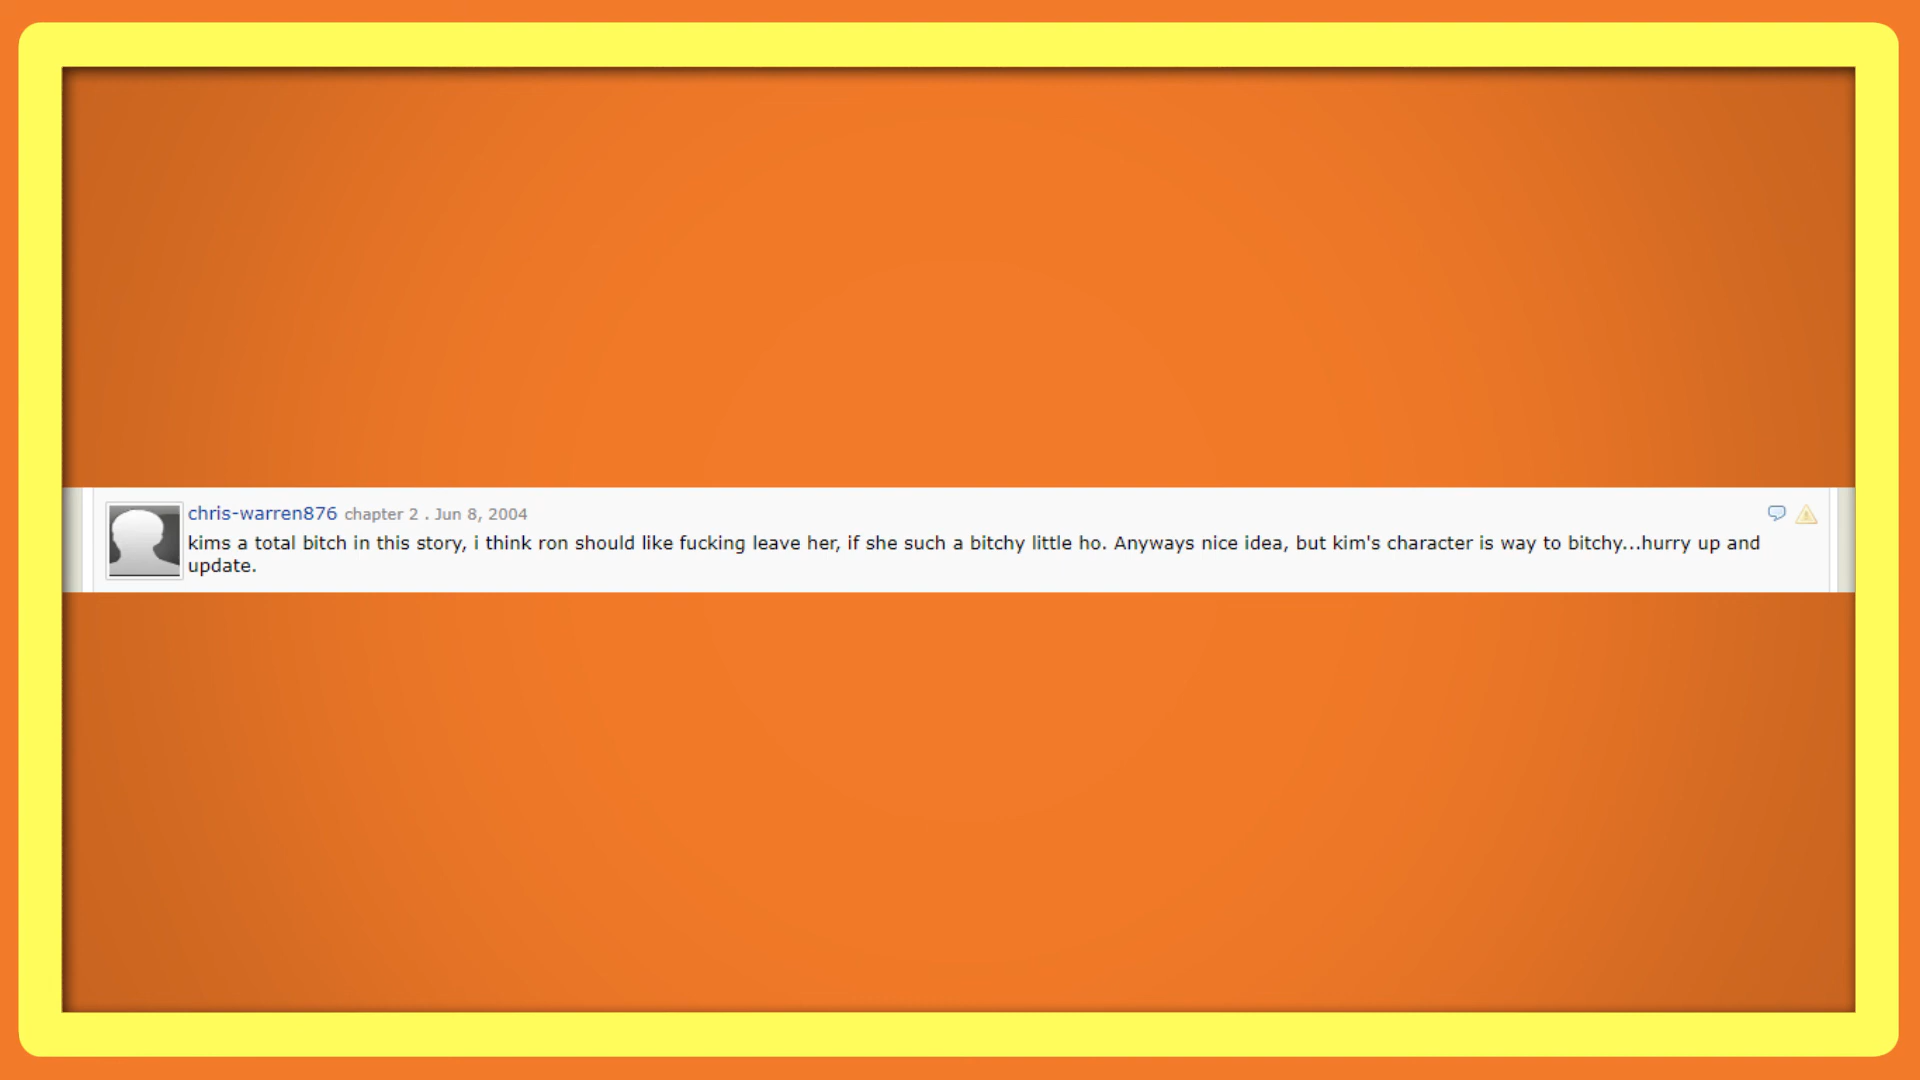 chris-warren876 chapter 2 . Jun 8, 2004
kims a total bitch in this story, i think ron should like fucking leave her, if she such a bitchy little ho. Anyways nice idea, but kim's character is way to bitchy...hurry up and
update.